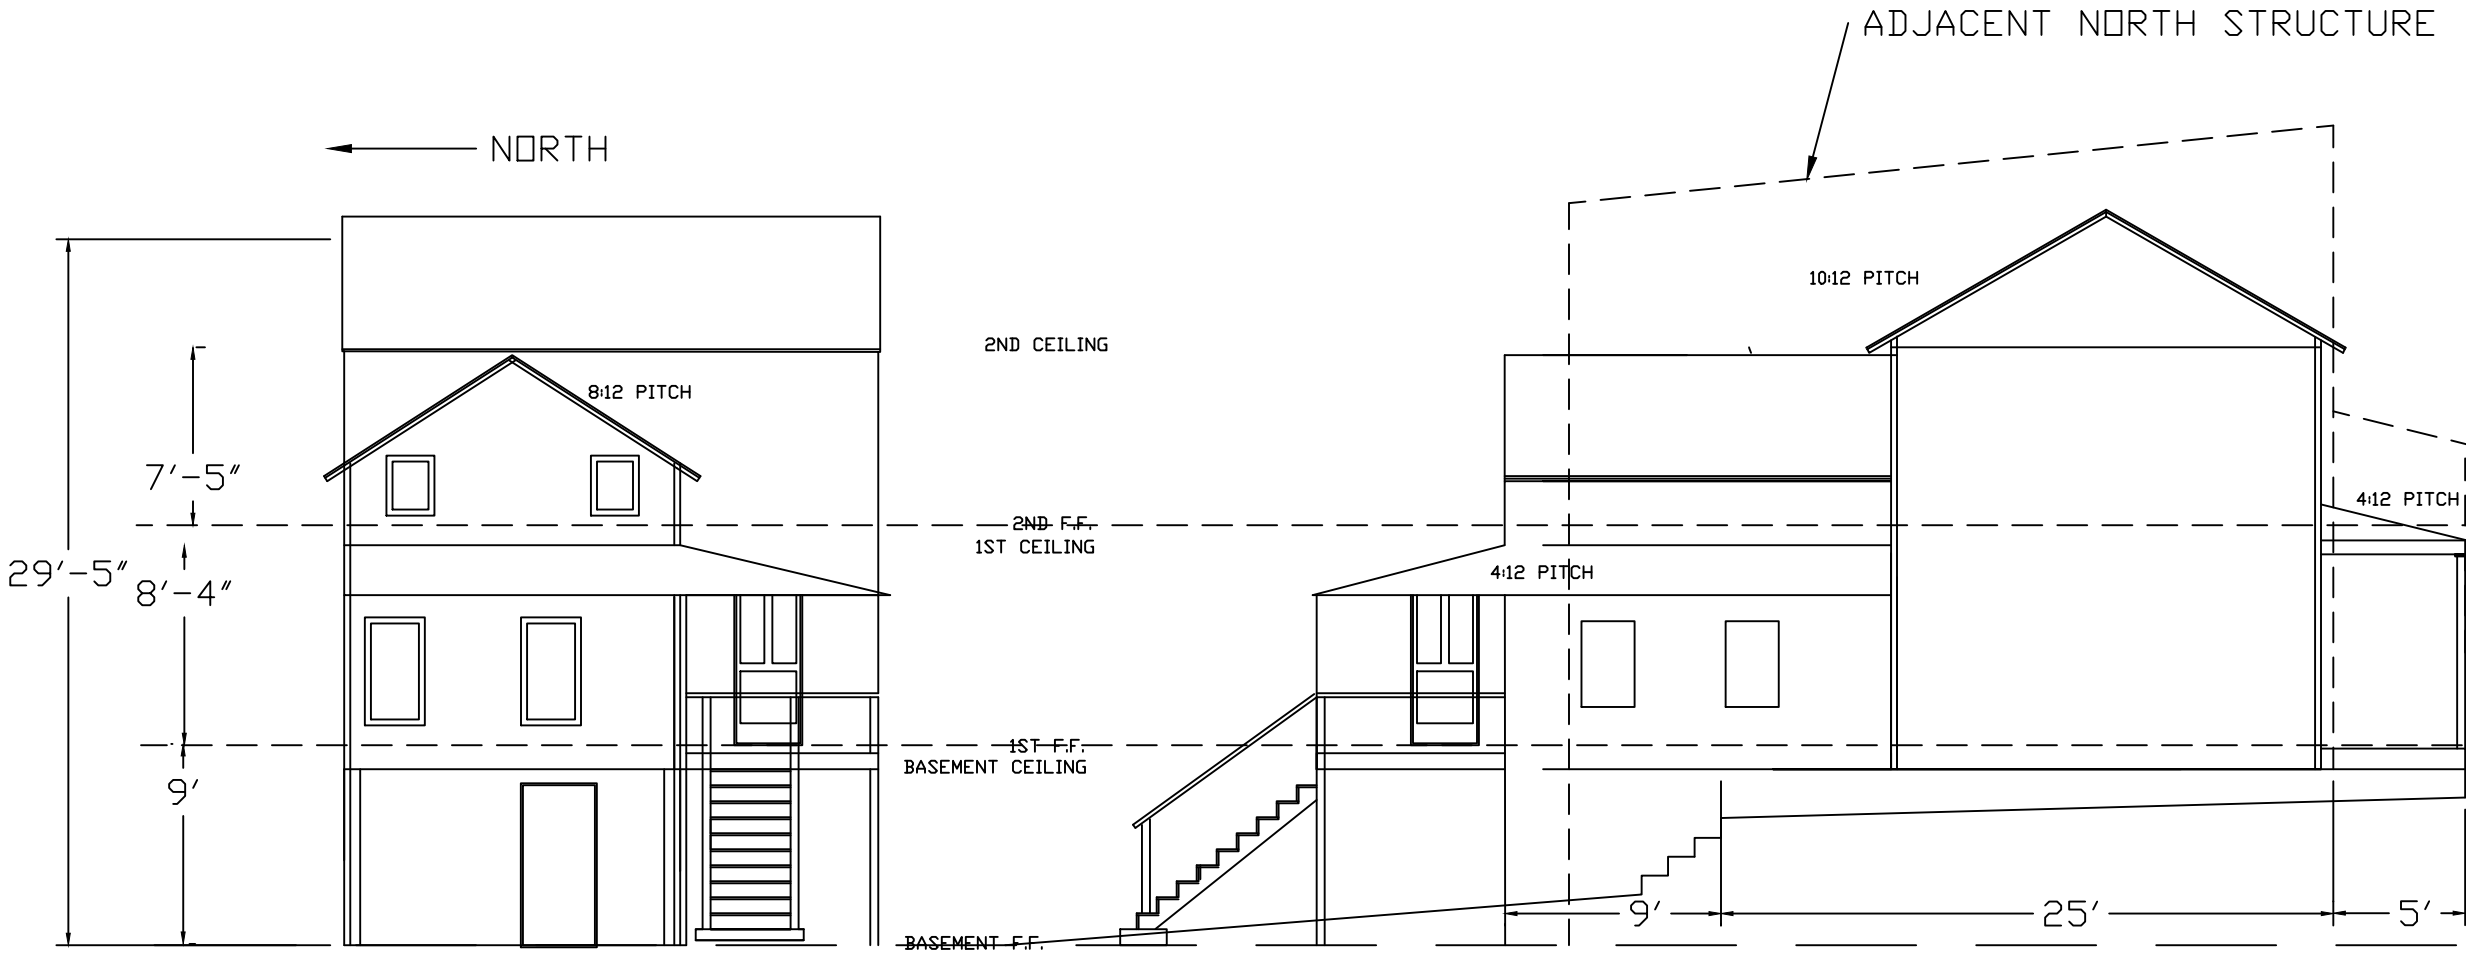 ADJACENT NORTH STRUCTURE
NORTH
10:12 PITCH
2ND CEILING
8:12 PITCH
7'-5"
4:12 PITCH
2ND F.F.
1ST CEILING
29'-5"
8'-4"
4:12 PITCH
1ST F.F.
BASEMENT CEILING
9'
9'
25'
5'
BASEMENT F.F.